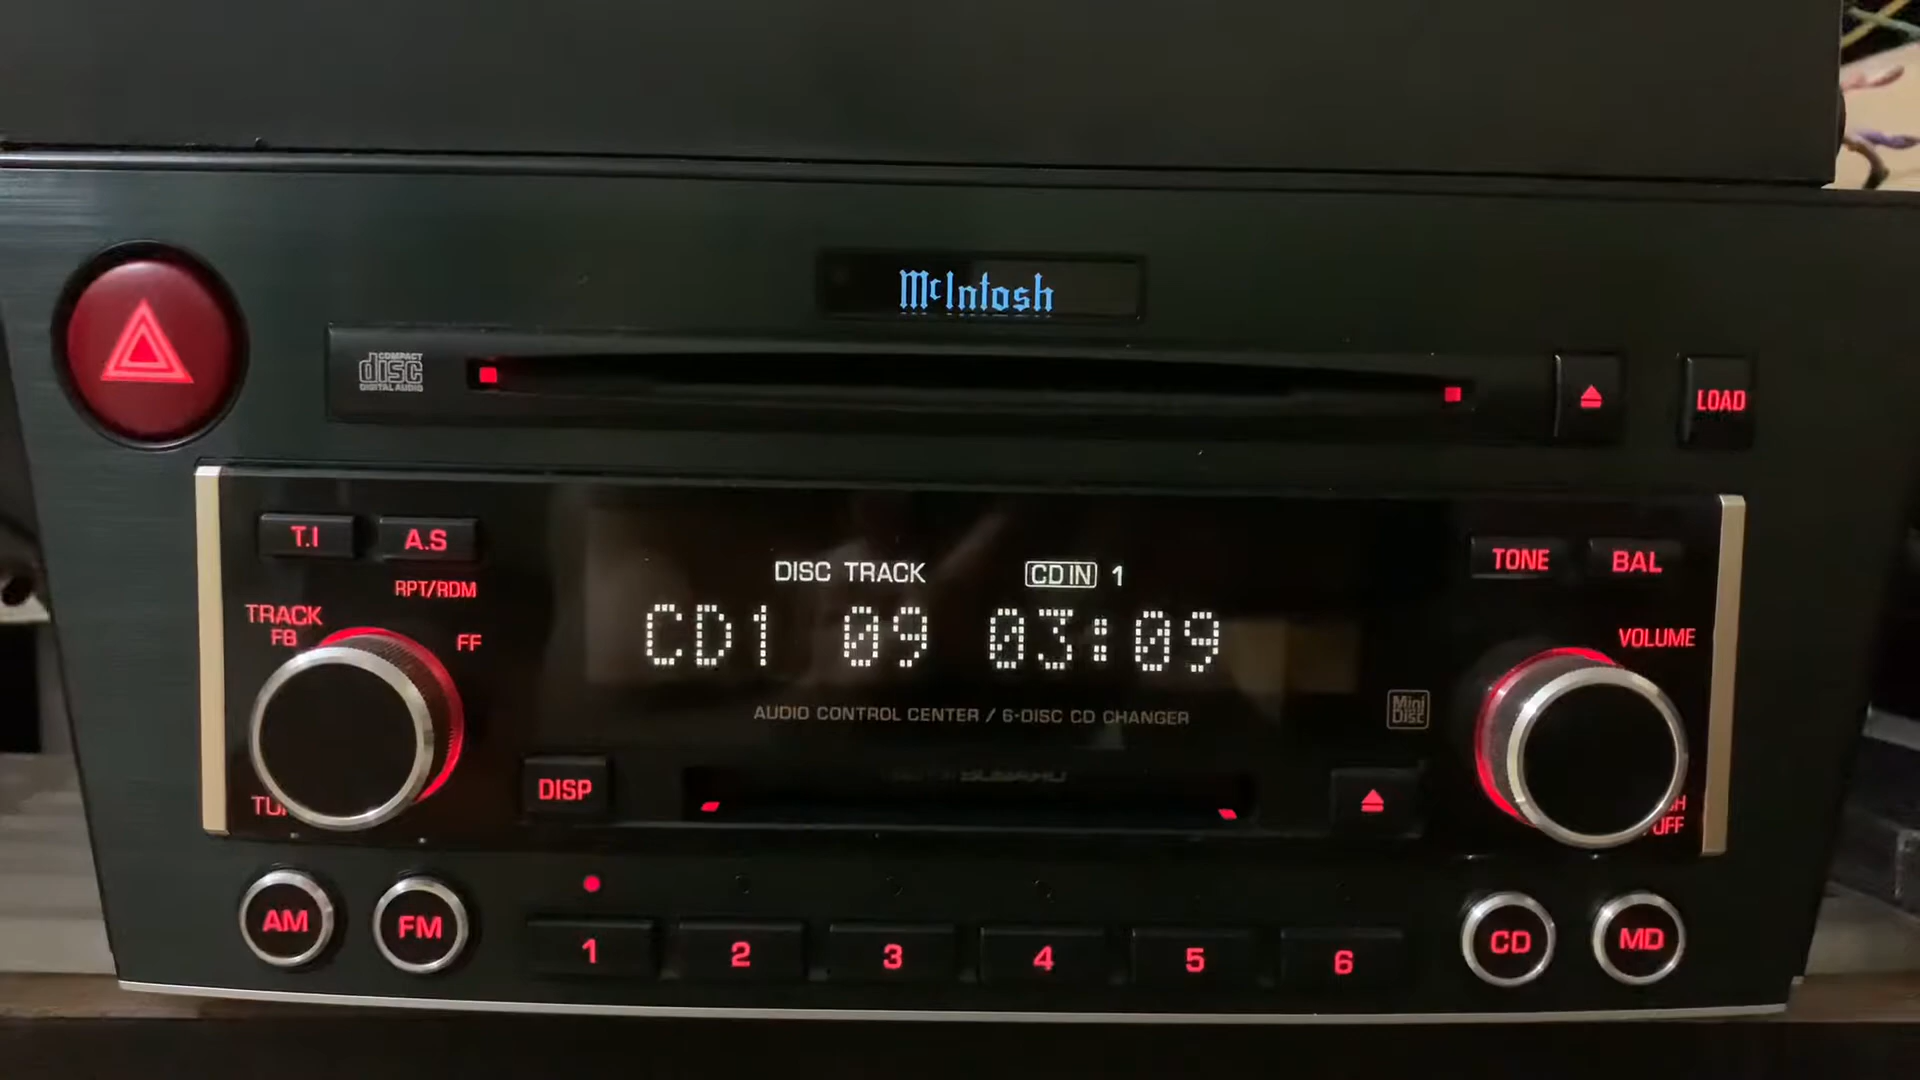 McIntosh
COMPACT
disc
DIGITAL AUDIO
LOAD
T.I
A.S
RPT/RDM
TRACK
FB
FF
DISC TRACK
CD IN 1
CD1 09 03:09
AUDIO CONTROL CENTER / 6-DISC CD CHANGER
TONE
BAL
VOLUME
Mini
Disc
DISP
AM
FM
1
2
3
4
5
6
CD
MD